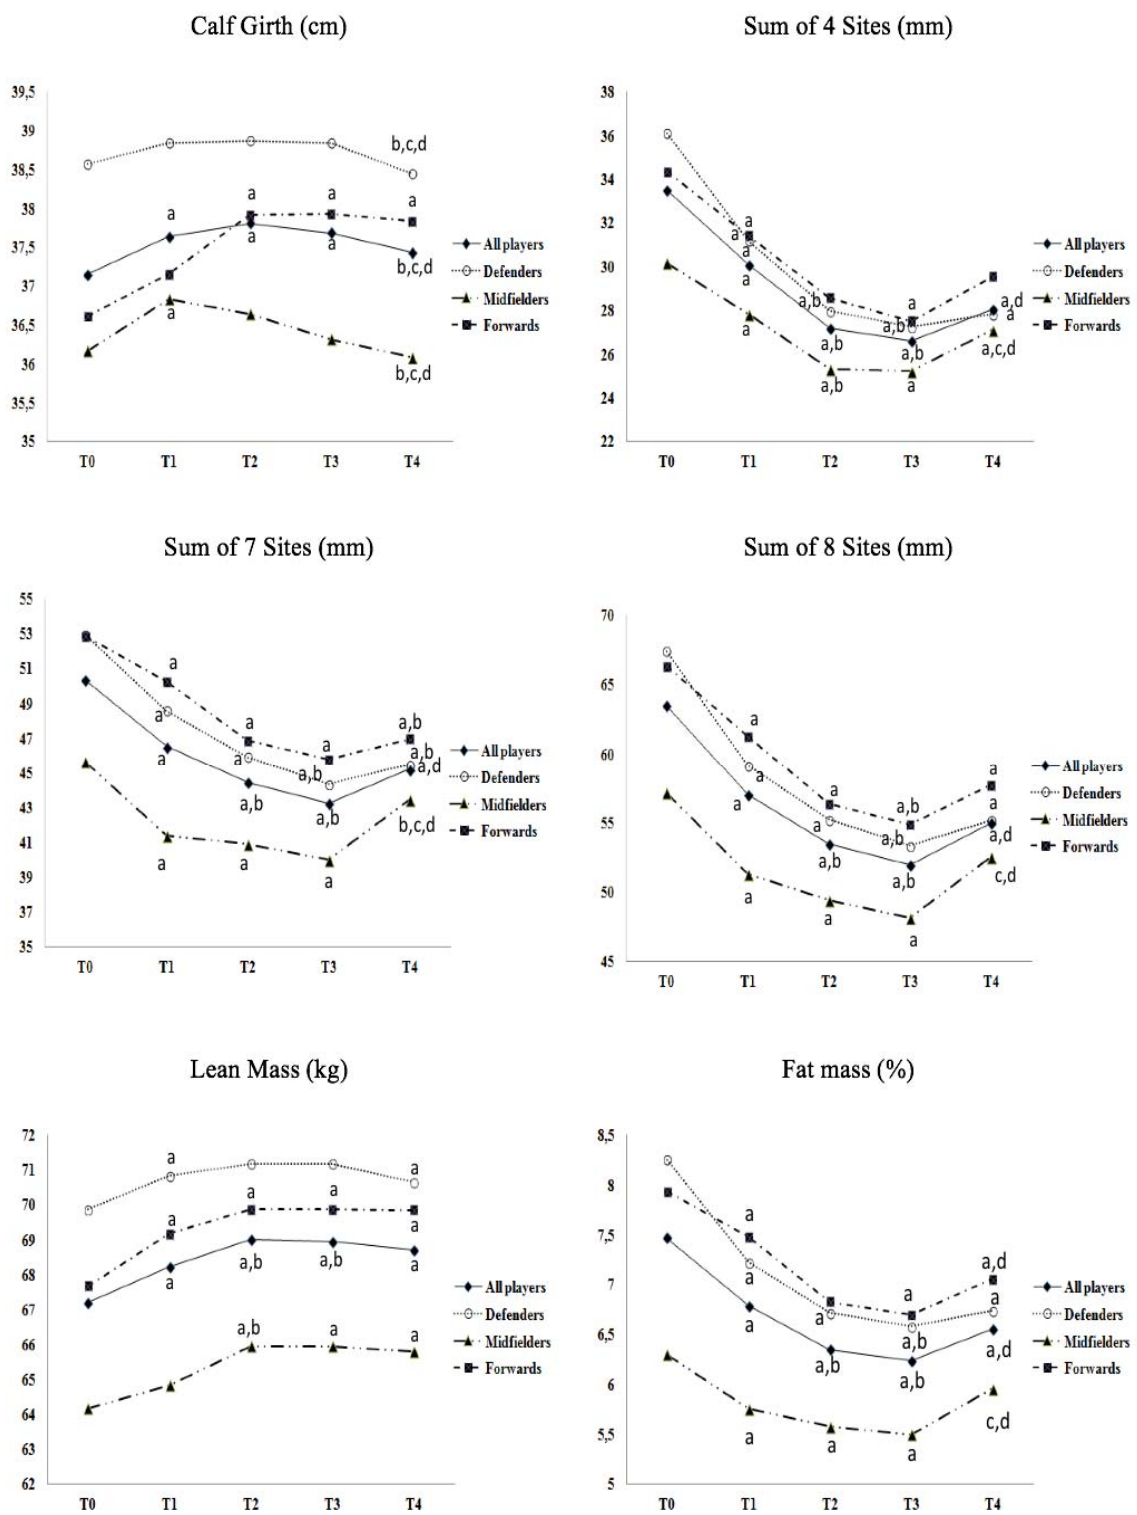 Calf Girth (cm)
39,5
39
38,5
38
37,5
37
36,5
36
35,5
35
T0 T1 T2 T3 T4
a
a
a
a
a
b,c,d
a
a
a
b,c,d
b,c,d
All players
Defenders
Midfielders
Forwards
Sum of 4 Sites (mm)
38
36
34
32
30
28
26
24
22
T0 T1 T2 T3 T4
a
a
a
a
a
a,b
a,b
a,b
a
a,b
a,b
a
a,d
a
a,c,d
All players
Defenders
Midfielders
Forwards
Sum of 7 Sites (mm)
55
53
51
49
47
45
43
41
39
37
35
T0 T1 T2 T3 T4
a
a
a
a
a
a
a,b
a
a
a,b
a,b
a
a,b
a,b
a,d
b,c,d
All players
Defenders
Midfielders
Forwards
Sum of 8 Sites (mm)
70
65
60
55
50
45
T0 T1 T2 T3 T4
a
a
a
a
a
a
a,b
a
a,b
a,b
a,b
a
a
a
a,d
c,d
All players
Defenders
Midfielders
Forwards
Lean Mass (kg)
72
71
70
69
68
67
66
65
64
63
62
T0 T1 T2 T3 T4
a
a
a
a
a,b
a,b
a
a,b
a
a
a
a
a
All players
Defenders
Midfielders
Forwards
Fat mass (%)
8,5
8
7,5
7
6,5
6
5,5
5
T0 T1 T2 T3 T4
a
a
a
a
a
a,b
a
a
a,b
a,b
a
a,d
a
a,d
c,d
All players
Defenders
Midfielders
Forwards